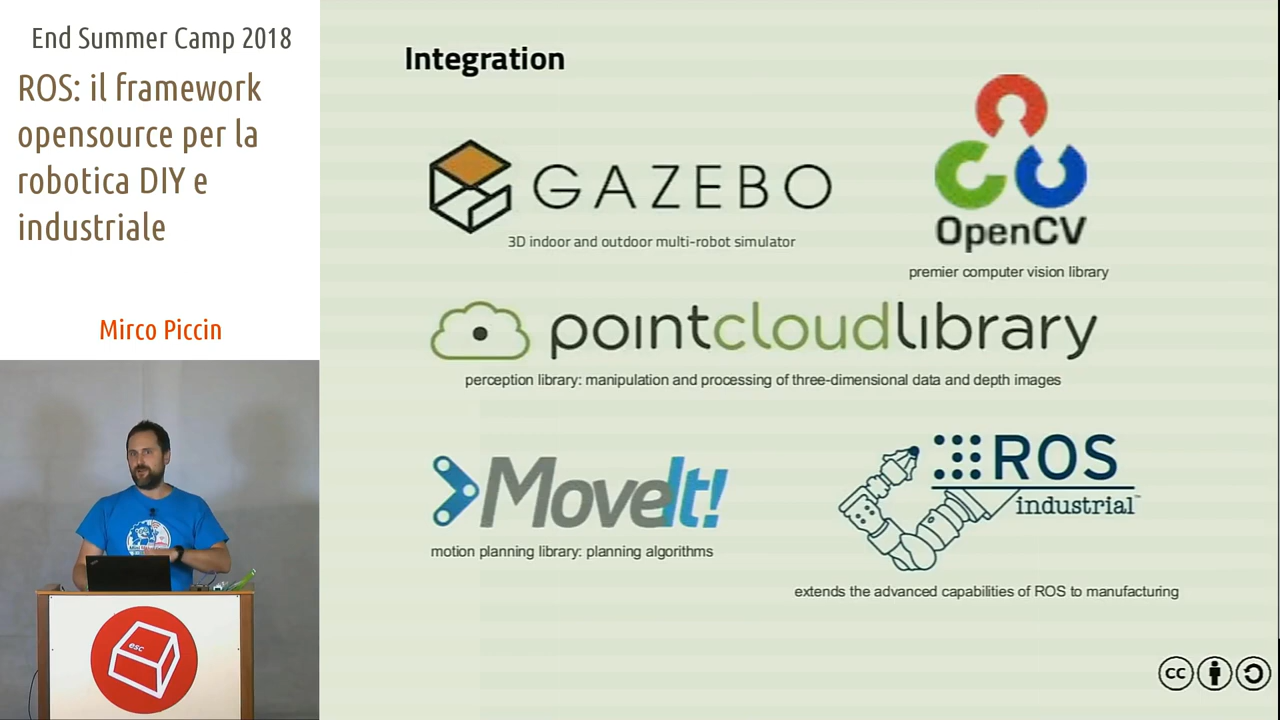 End Summer Camp 2018
ROS: il framework
opensource per la
robotica DIY e
industriale
Mirco Piccin
esc
Integration
GAZEBO
3D indoor and outdoor multi-robot simulator
OpenCV
premier computer vision library
pointcloudlibrary
perception library: manipulation and processing of three-dimensional data and depth images
MoveIt!
motion planning library: planning algorithms
ROS
industrial™
extends the advanced capabilities of ROS to manufacturing
cc